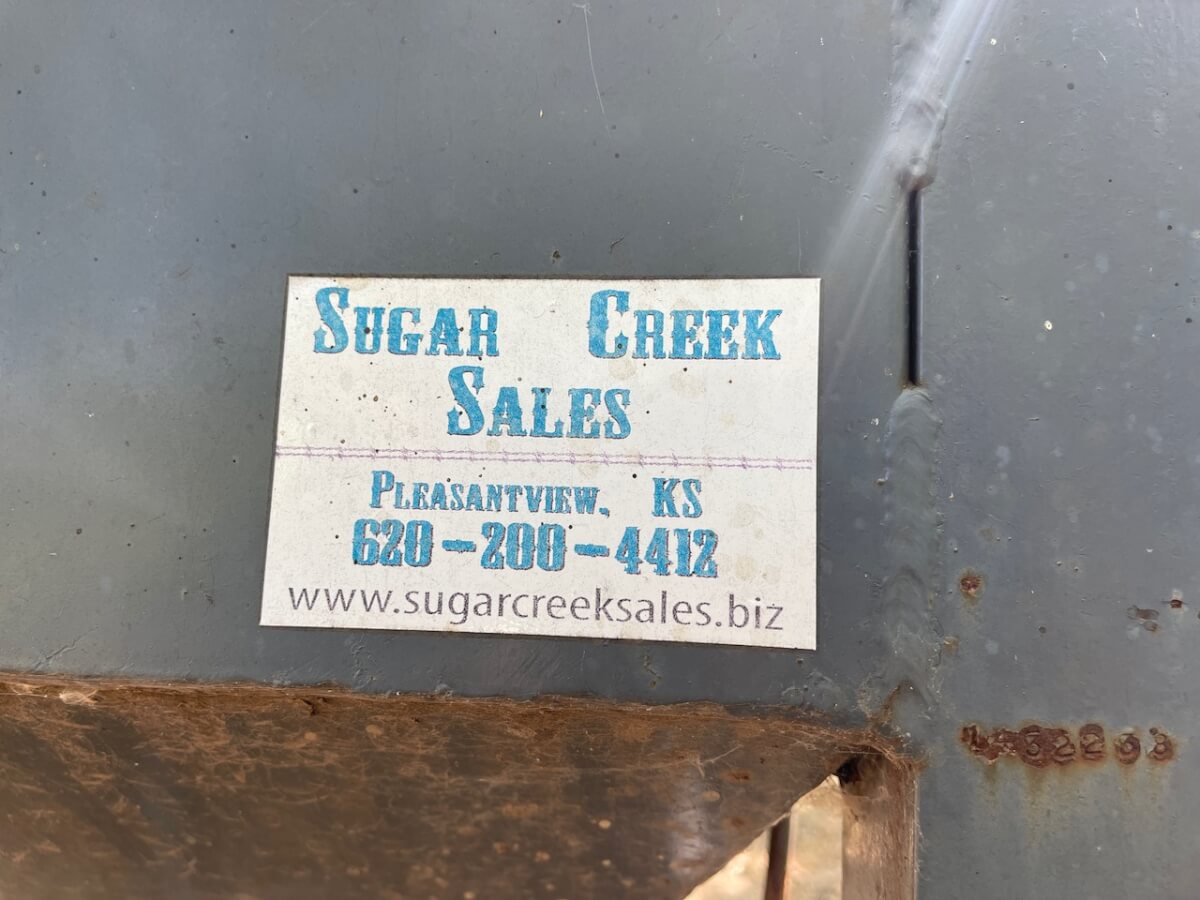 Sugar Creek
Sales
Pleasantview, KS
620-200-4412
www.sugarcreeksales.biz